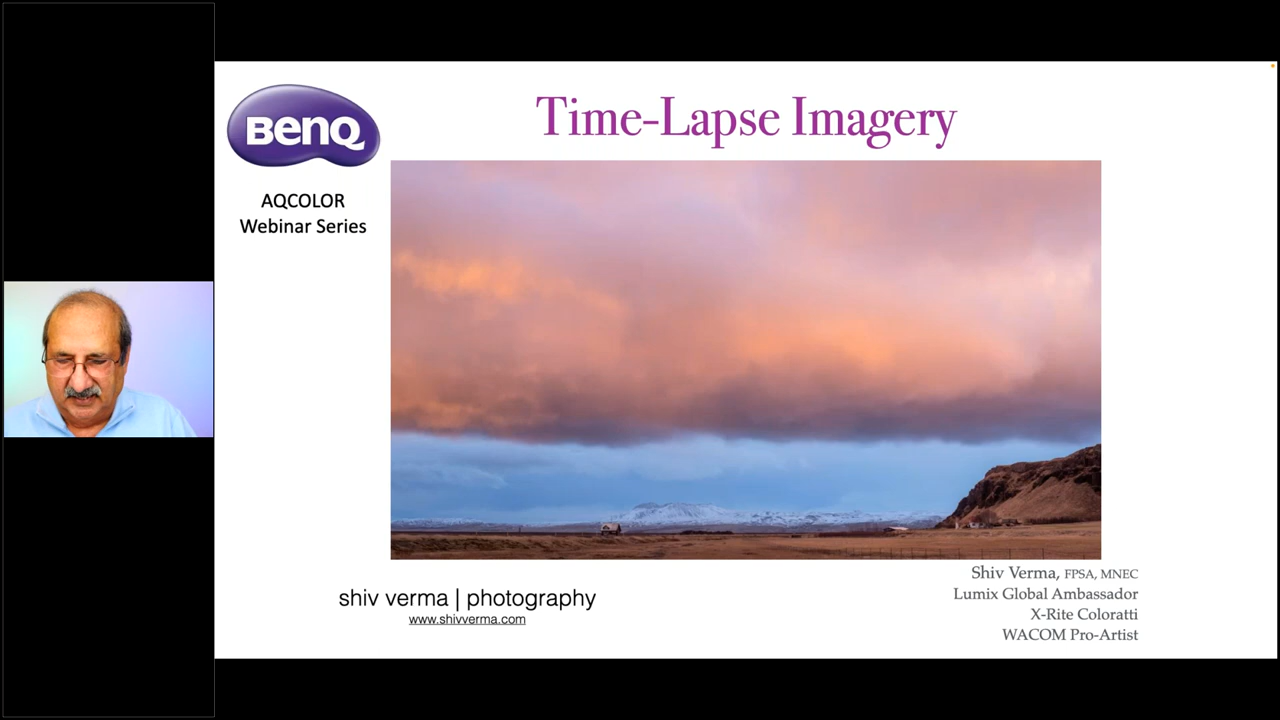 BenQ
AQCOLOR
Webinar Series
Time-Lapse Imagery
shiv verma | photography
www.shivverma.com
Shiv Verma, FPSA, MNEC
Lumix Global Ambassador
X-Rite Coloratti
WACOM Pro-Artist